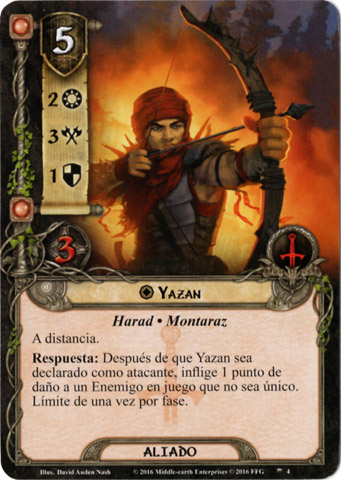 5
2
3
1
3
Yazan
Harad • Montaraz
A distancia.
Respuesta: Después de que Yazan sea
declarado como atacante, inflige 1 punto de
daño a un Enemigo en juego que no sea único.
Límite de una vez por fase.
ALIADO
Illus. David Auden Nash © 2016 Middle-earth Enterprises © 2016 FFG 4